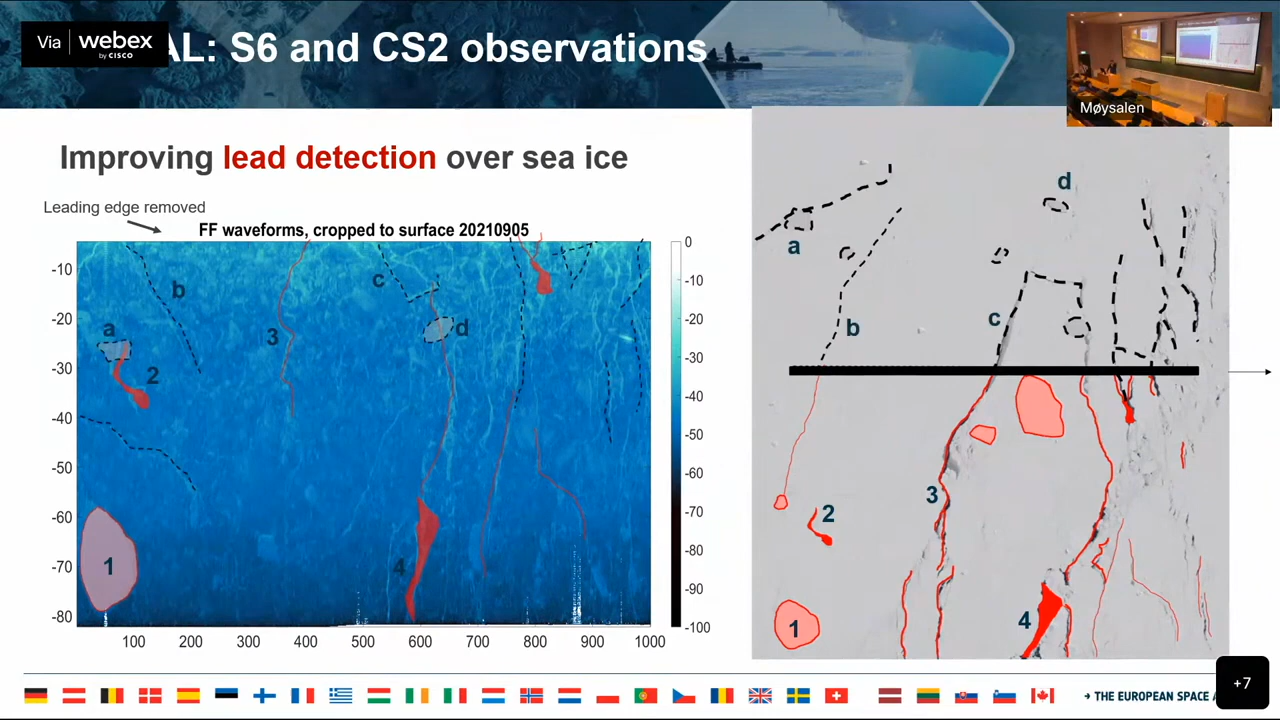 Via webex
by CISCO
AL: S6 and CS2 observations
Møysalen
Improving lead detection over sea ice
Leading edge removed
FF waveforms, cropped to surface 20210905
-10
-20
-30
-40
-50
-60
-70
-80
100 200 300 400 500 600 700 800 900 1000
0
-10
-20
-30
-40
-50
-60
-70
-80
-90
-100
a
b
c
d
1
2
3
4
a
b
c
d
1
2
3
4
THE EUROPEAN SPACE A
+7